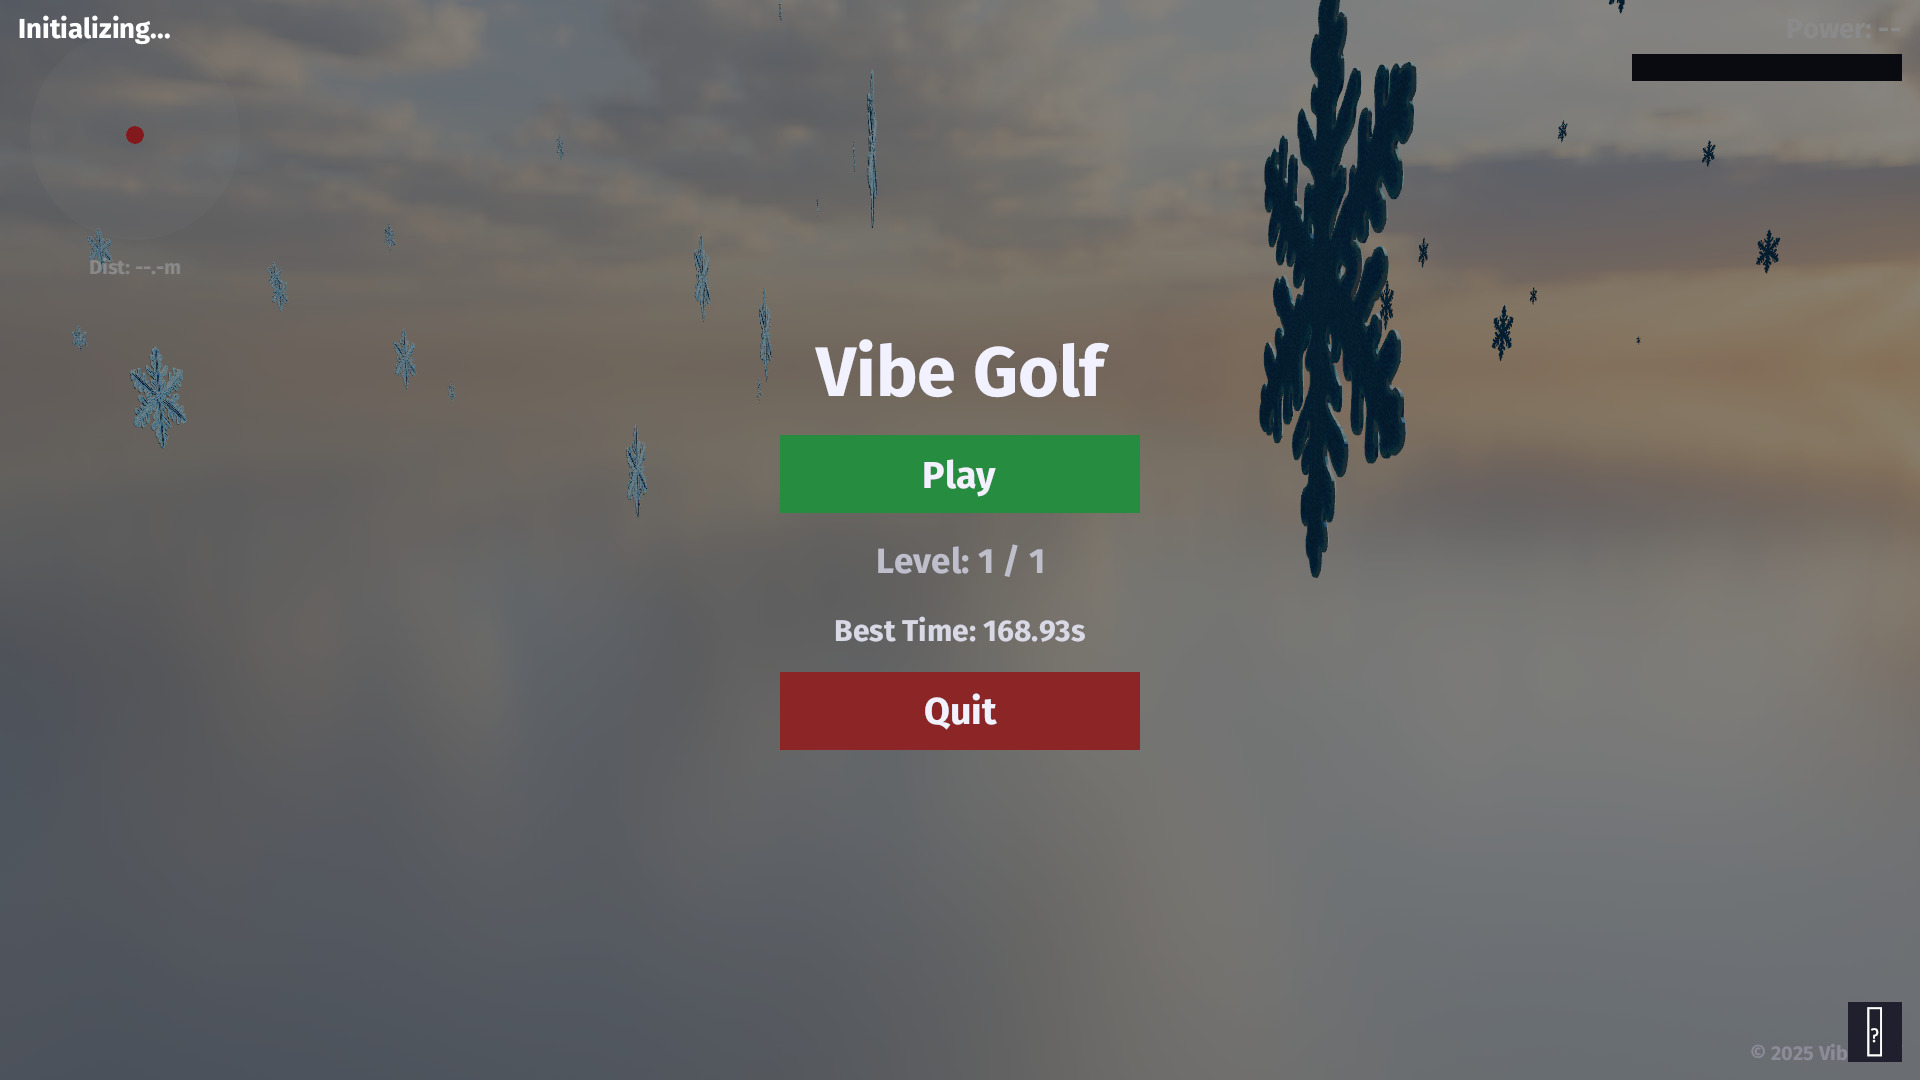 Initializing...
Power: --
Dist: --.-m
Vibe Golf
Play
Level: 1 / 1
Best Time: 168.93s
Quit
© 2025 Vib
?